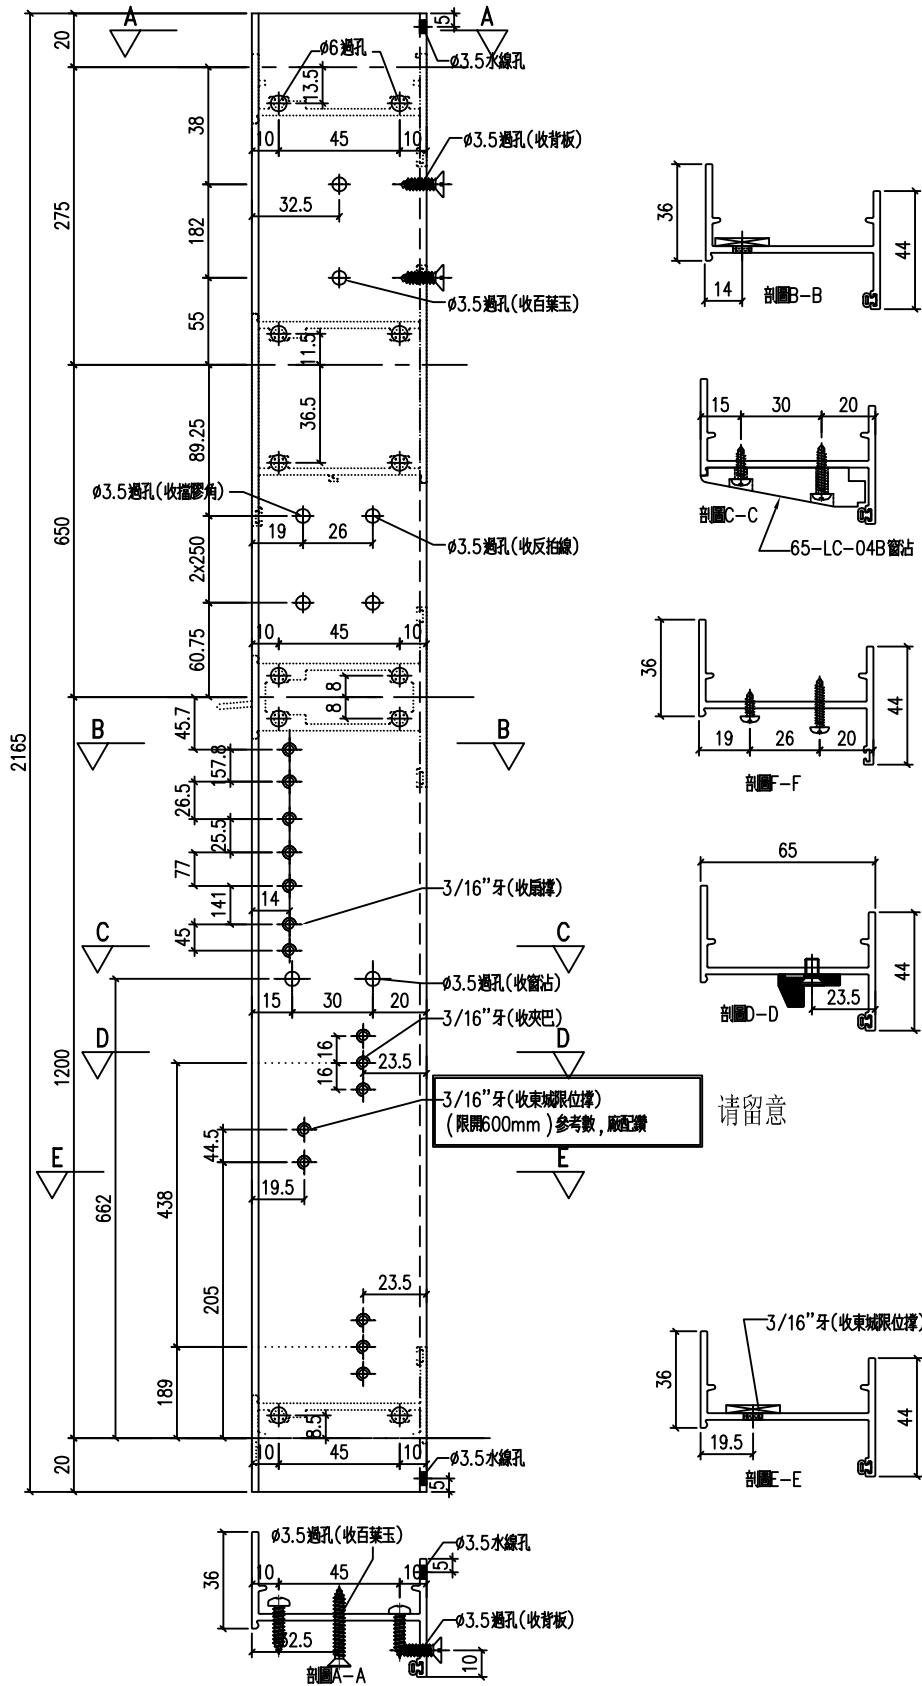 A
A
5
20
ø6過孔
ø3.5水線孔
13.5
10
45
10
38
ø3.5過孔(收背板)
32.5
275
182
ø3.5過孔(收百葉玉)
55
11.5
36.5
89.25
ø3.5過孔(收擋膠角)
19
26
ø3.5過孔(收反拍線)
650
2x250
10
45
10
60.75
8
8
45.7
B
B
2165
157.8
26.5
25.5
77
141
14
3/16”牙(收扇撐)
45
C
C
ø3.5過孔(收窗沾)
15
30
20
3/16”牙(收夾巴)
D
D
16
16
23.5
1200
3/16”牙(收東城限位撐)
(限開600mm)參考數,廠配鑽
请留意
44.5
E
E
19.5
662
438
205
23.5
189
8.5
10
45
10
ø3.5水線孔
20
5
36
44
14
剖圖B-B
15
30
20
剖圖C-C
65-LC-04B窗沾
36
44
19
26
20
剖圖F-F
65
44
23.5
剖圖D-D
3/16”牙(收東城限位撐)
36
44
19.5
剖圖E-E
ø3.5過孔(收百葉玉)
ø3.5水線孔
36
10
45
10
5
ø3.5過孔(收背板)
32.5
10
剖圖A-A